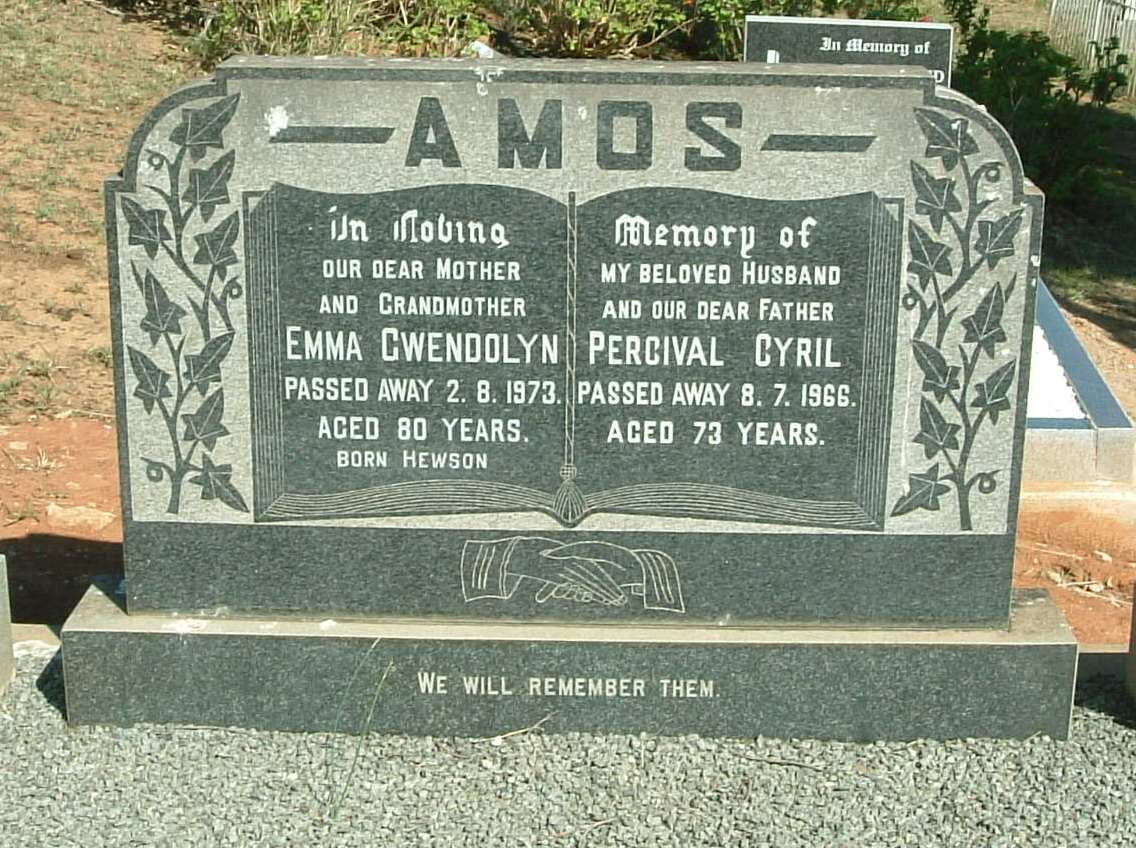 In Memory of
AMOS
In Loving
OUR DEAR MOTHER
AND GRANDMOTHER
EMMA GWENDOLYN
PASSED AWAY 2. 8. 1973.
AGED 80 YEARS.
BORN HEWSON
Memory of
MY BELOVED HUSBAND
AND OUR DEAR FATHER
PERCIVAL CYRIL
PASSED AWAY 8. 7. 1966.
AGED 73 YEARS.
WE WILL REMEMBER THEM.